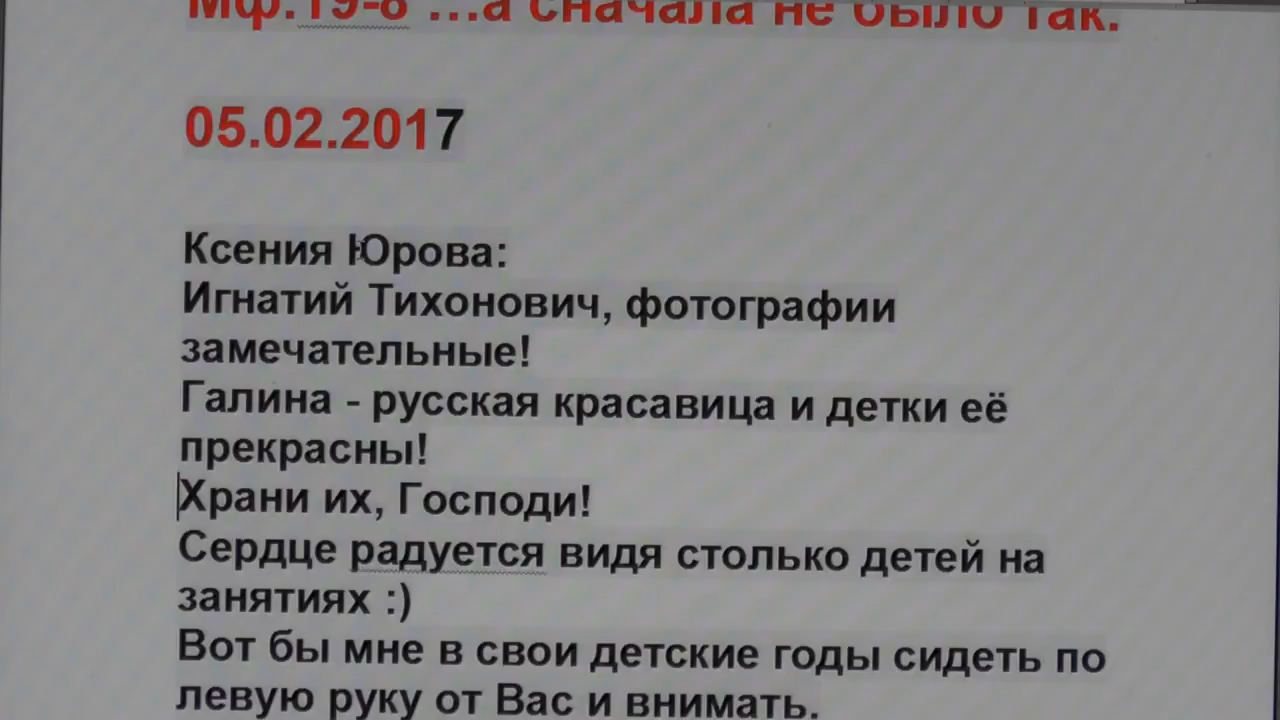 Мф.19-8 ...а сначала не было так.
05.02.2017
Ксения Юрова:
Игнатий Тихонович, фотографии
замечательные!
Галина - русская красавица и детки её
прекрасны!
Храни их, Господи!
Сердце радуется видя столько детей на
занятиях :)
Вот бы мне в свои детские годы сидеть по
левую руку от Вас и внимать.